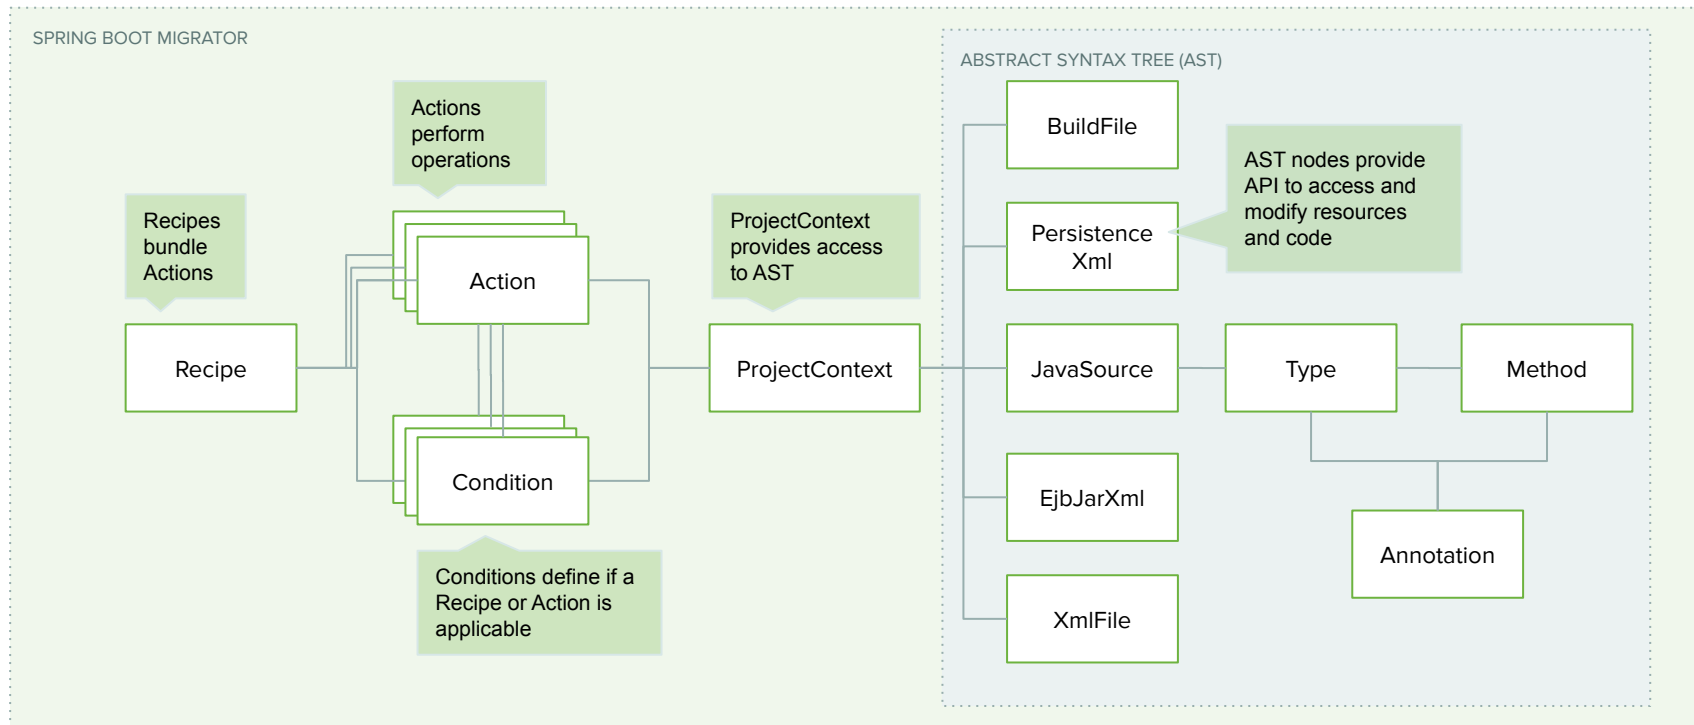 SPRING BOOT MIGRATOR
ABSTRACT SYNTAX TREE (AST)
Actions
perform
operations
Recipes
bundle
Actions
ProjectContext
provides access
to AST
AST nodes provide
API to access and
modify resources
and code
BuildFile
Persistence
Xml
Action
Recipe
ProjectContext
JavaSource
Type
Method
Condition
EjbJarXml
Annotation
Conditions define if a
Recipe or Action is
applicable
XmlFile